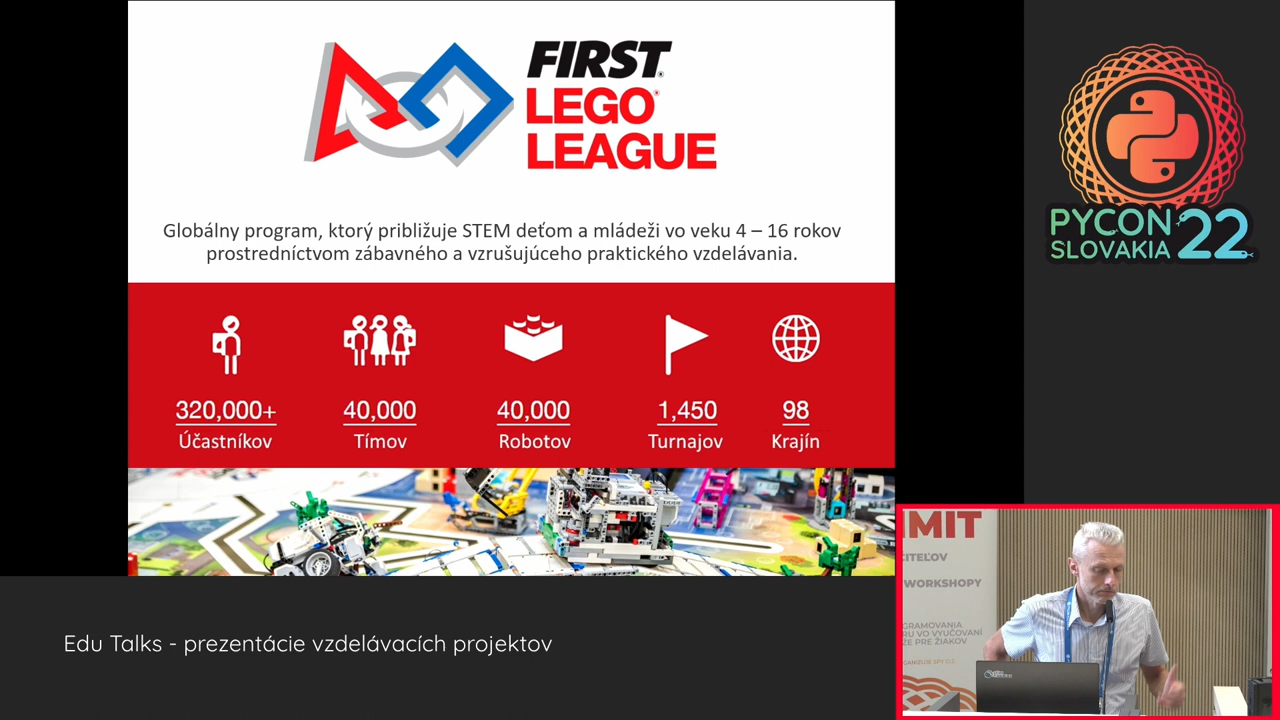 FIRST
LEGO
LEAGUE
Globálny program, ktorý približuje STEM deťom a mládeži vo veku 4 – 16 rokov
prostredníctvom zábavného a vzrušujúceho praktického vzdelávania.
320,000+
Účastníkov
40,000
Tímov
40,000
Robotov
1,450
Turnajov
98
Krajín
PYCON
SLOVAKIA
22
Edu Talks - prezentácie vzdelávacích projektov
MIT
WORKSHOPY